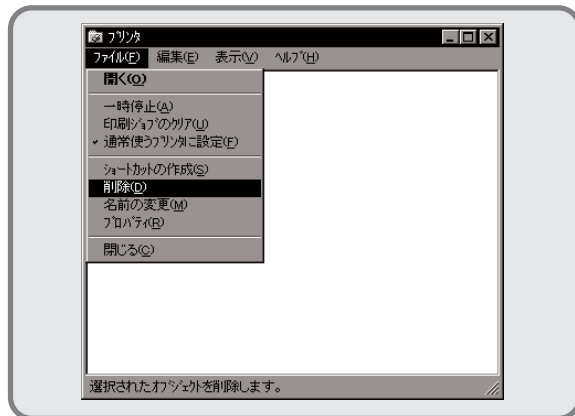 プリンタ
ファイル(F) 編集(E) 表示(V) ヘルプ(H)
開く(O)
一時停止(A)
印刷ジョブのクリア(U)
✓ 通常使うプリンタに設定(F)
ショートカットの作成(S)
削除(D)
名前の変更(M)
プロパティ(R)
閉じる(C)
選択されたオブジェクトを削除します。